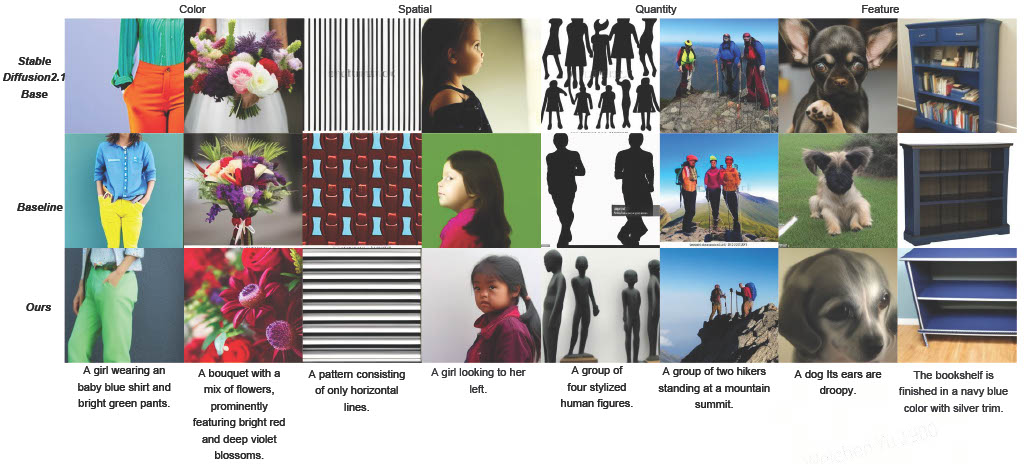 Color Spatial Quantity Feature
Stable
Diffusion2.1
Base
Baseline
Ours
A girl wearing an
baby blue shirt and
bright green pants.
A bouquet with a
mix of flowers,
prominently
featuring bright red
and deep violet
blossoms.
A pattern consisting
of only horizontal
lines.
A girl looking to her
left.
A group of
four stylized
human figures.
A group of two hikers
standing at a mountain
summit.
A dog Its ears are
droopy.
The bookshelf is
finished in a navy blue
color with silver trim.
Weichen Yu